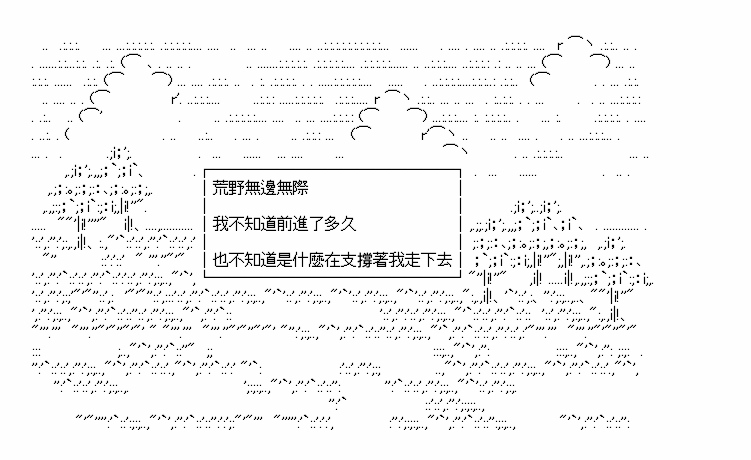 荒野無邊無際
我不知道前進了多久
也不知道是什麼在支撐著我走下去